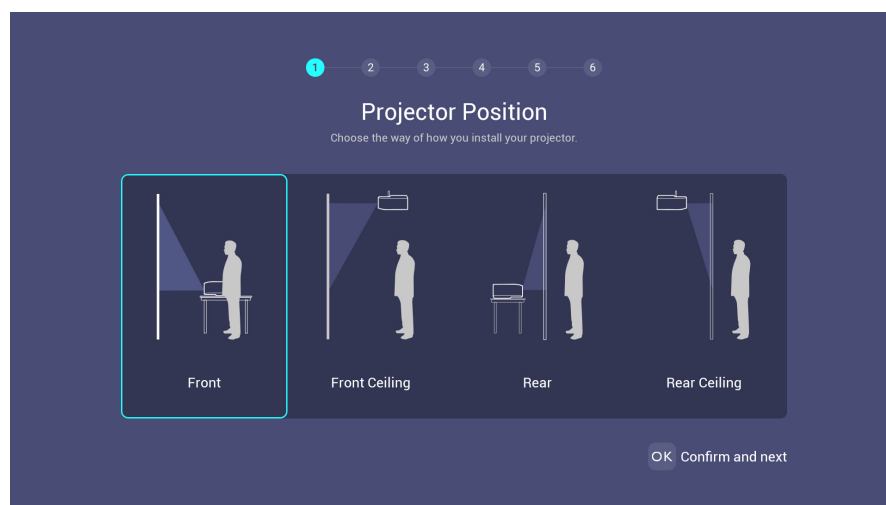 1 2 3 4 5 6
Projector Position
Choose the way of how you install your projector.
Front Front Ceiling Rear Rear Ceiling
OK Confirm and next